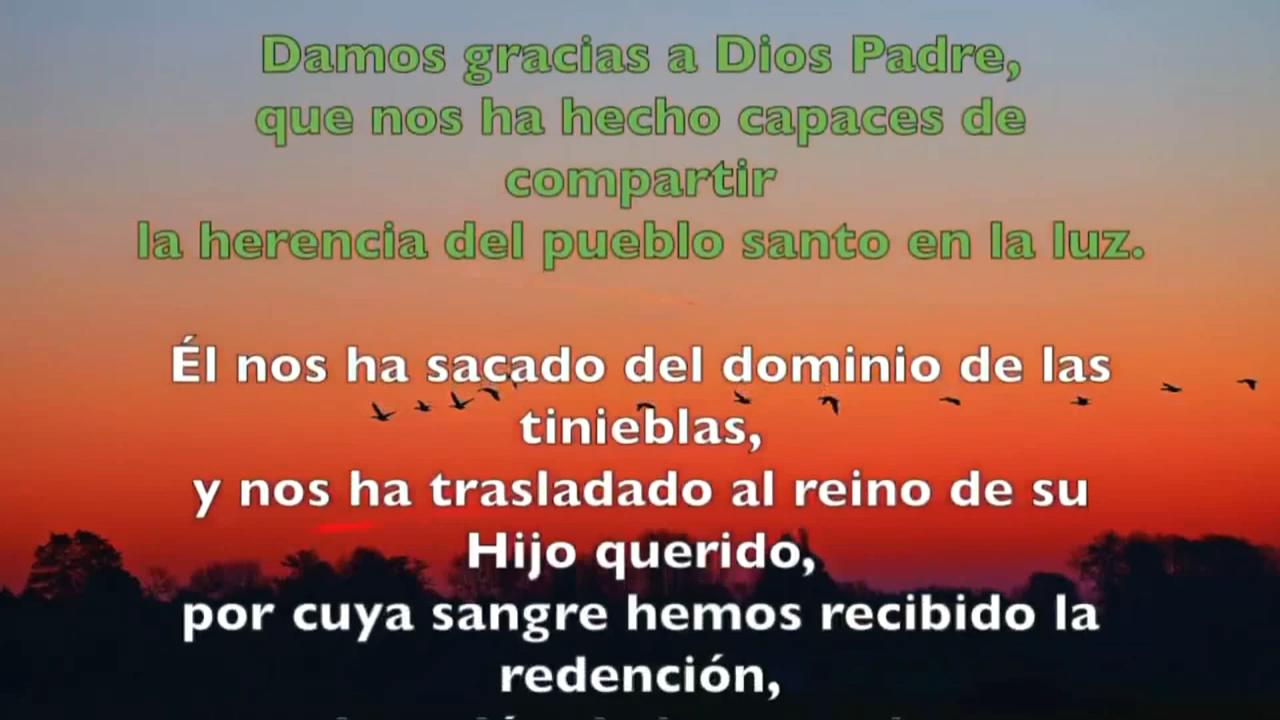 Damos gracias a Dios Padre,
que nos ha hecho capaces de
compartir
la herencia del pueblo santo en la luz.
Él nos ha sacado del dominio de las
tinieblas,
y nos ha trasladado al reino de su
Hijo querido,
por cuya sangre hemos recibido la
redención,